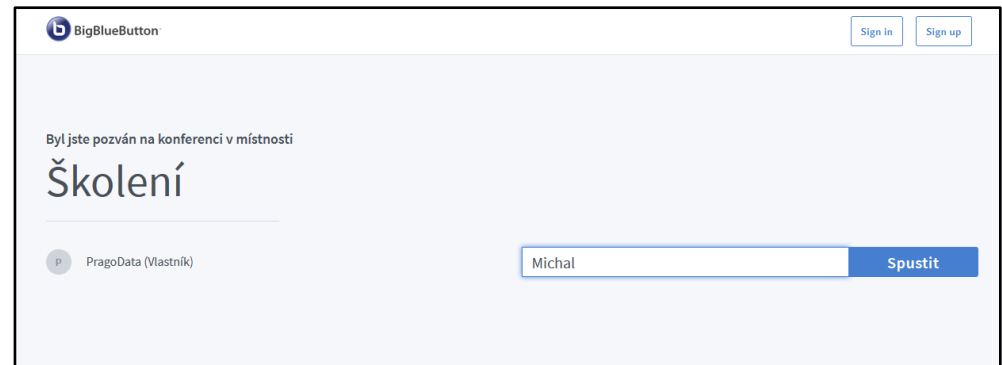 b BigBlueButton
Sign in
Sign up
Byl jste pozván na konferenci v místnosti
Školení
P PragoData (Vlastník)
Michal
Spustit